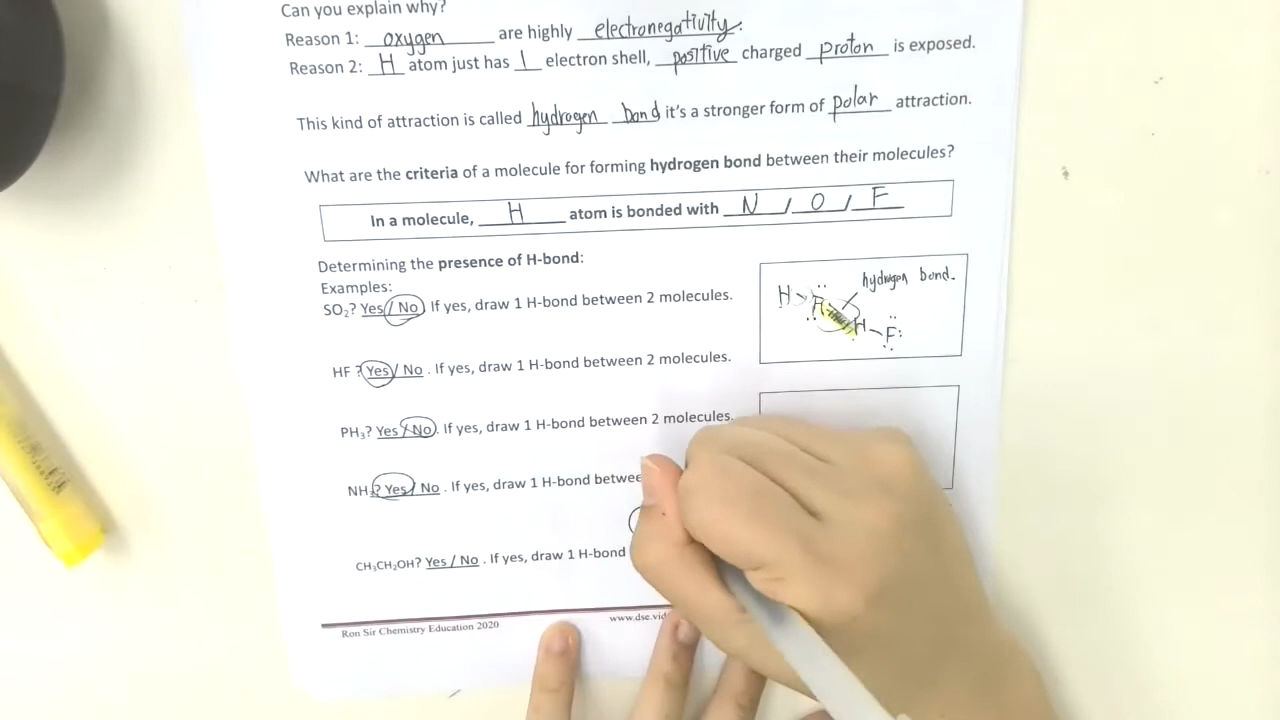 Can you explain why?
Reason 1: oxygen are highly electronegativity.
Reason 2: H atom just has 1 electron shell, positive charged proton is exposed.
This kind of attraction is called hydrogen bond it's a stronger form of polar attraction.
What are the criteria of a molecule for forming hydrogen bond between their molecules?
In a molecule, H atom is bonded with N / O / F
Determining the presence of H-bond:
Examples:
SO₂? Yes / No . If yes, draw 1 H-bond between 2 molecules.
hydrogen bond.
H F H F
HF ? Yes / No . If yes, draw 1 H-bond between 2 molecules.
PH₃? Yes / No . If yes, draw 1 H-bond between 2 molecules.
NH₃? Yes / No . If yes, draw 1 H-bond
CH₃CH₂OH? Yes / No . If yes, draw 1 H-bond
Ron Sir Chemistry Education 2020